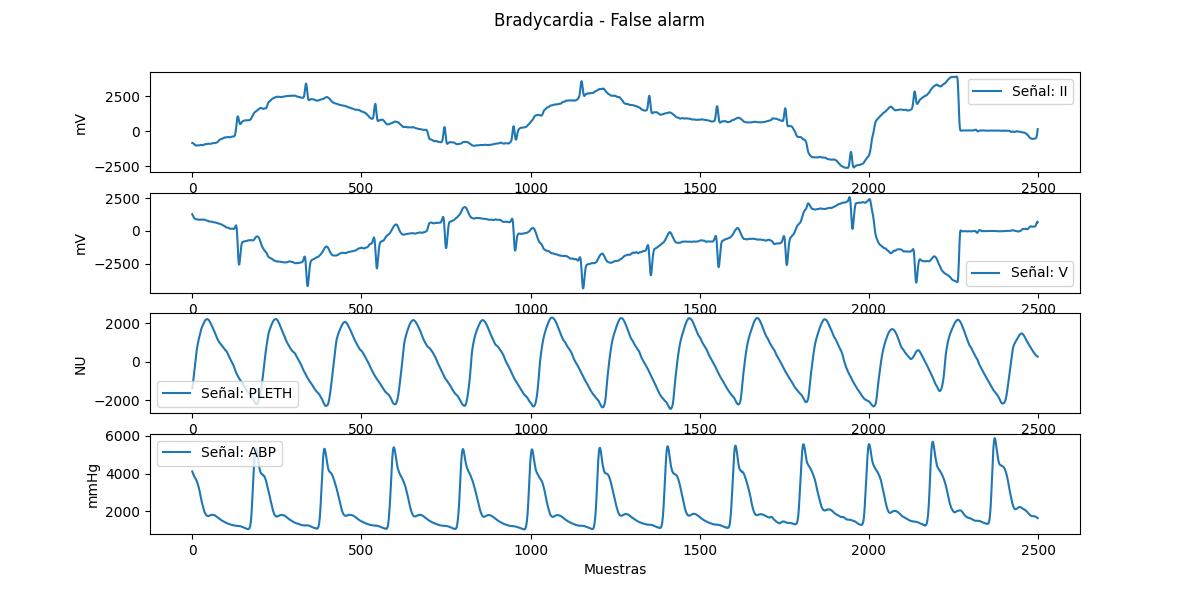 Bradycardia - False alarm
2500
0
−2500
mV
Señal: II
0 500 1000 1500 2000 2500
2500
0
−2500
mV
Señal: V
0 500 1000 1500 2000 2500
2000
0
−2000
NU
Señal: PLETH
0 500 1000 1500 2000 2500
6000
4000
2000
mmHg
Señal: ABP
0 500 1000 1500 2000 2500
Muestras